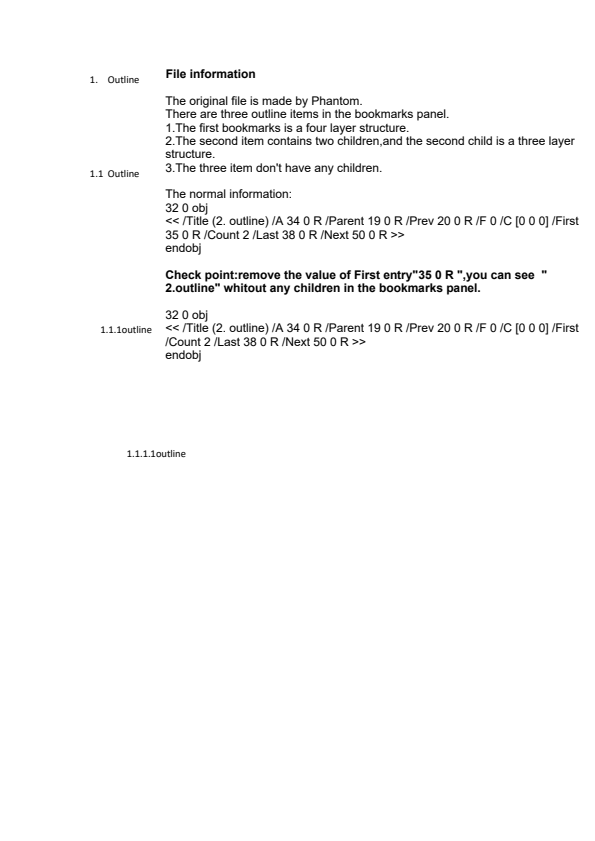 1. Outline
File information
The original file is made by Phantom.
There are three outline items in the bookmarks panel.
1.The first bookmarks is a four layer structure.
2.The second item contains two children,and the second child is a three layer
structure.
1.1 Outline
3.The three item don't have any children.
The normal information:
32 0 obj
<< /Title (2. outline) /A 34 0 R /Parent 19 0 R /Prev 20 0 R /F 0 /C [0 0 0] /First
35 0 R /Count 2 /Last 38 0 R /Next 50 0 R >>
endobj
Check point:remove the value of First entry"35 0 R ",you can see  "
2.outline" whitout any children in the bookmarks panel.
32 0 obj
1.1.1outline
<< /Title (2. outline) /A 34 0 R /Parent 19 0 R /Prev 20 0 R /F 0 /C [0 0 0] /First
/Count 2 /Last 38 0 R /Next 50 0 R >>
endobj
1.1.1.1outline